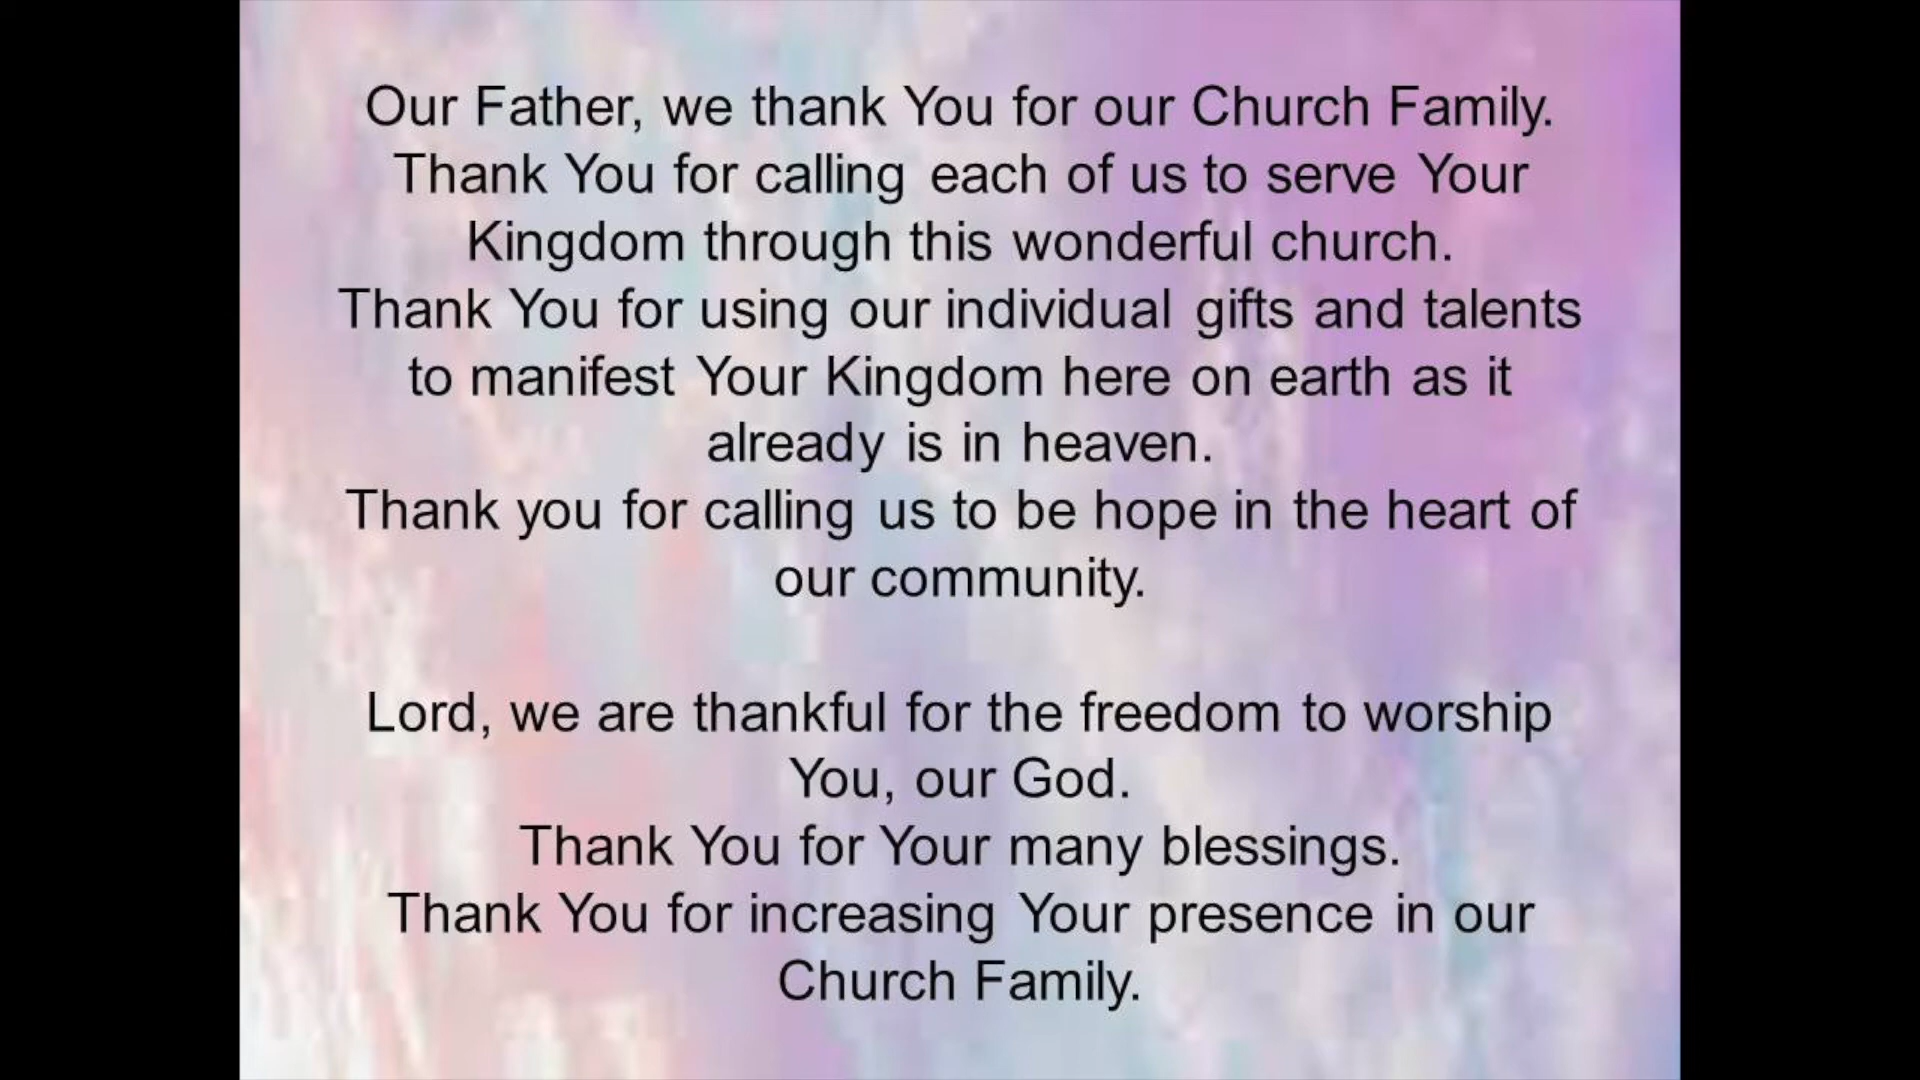 Our Father, we thank You for our Church Family.
Thank You for calling each of us to serve Your
Kingdom through this wonderful church.
Thank You for using our individual gifts and talents
to manifest Your Kingdom here on earth as it
already is in heaven.
Thank you for calling us to be hope in the heart of
our community.
Lord, we are thankful for the freedom to worship
You, our God.
Thank You for Your many blessings.
Thank You for increasing Your presence in our
Church Family.